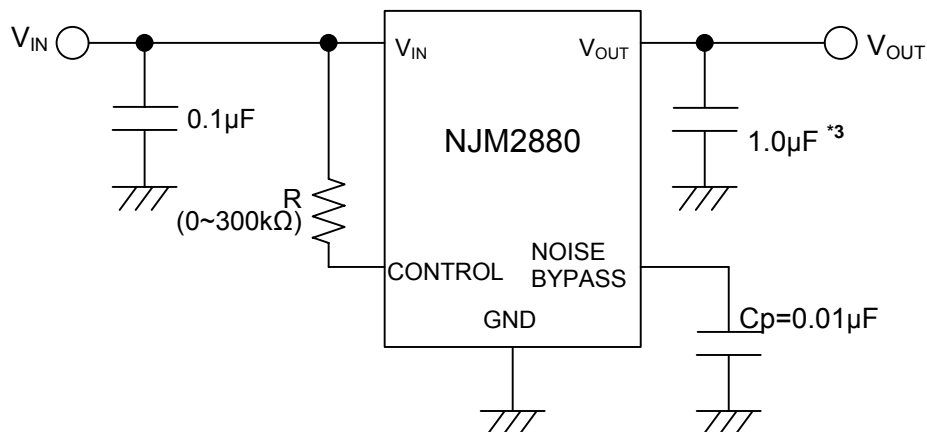 V_IN
V_IN
V_OUT
V_OUT
0.1µF
NJM2880
1.0µF *3
R
(0~300kΩ)
CONTROL
NOISE
BYPASS
GND
Cp=0.01µF